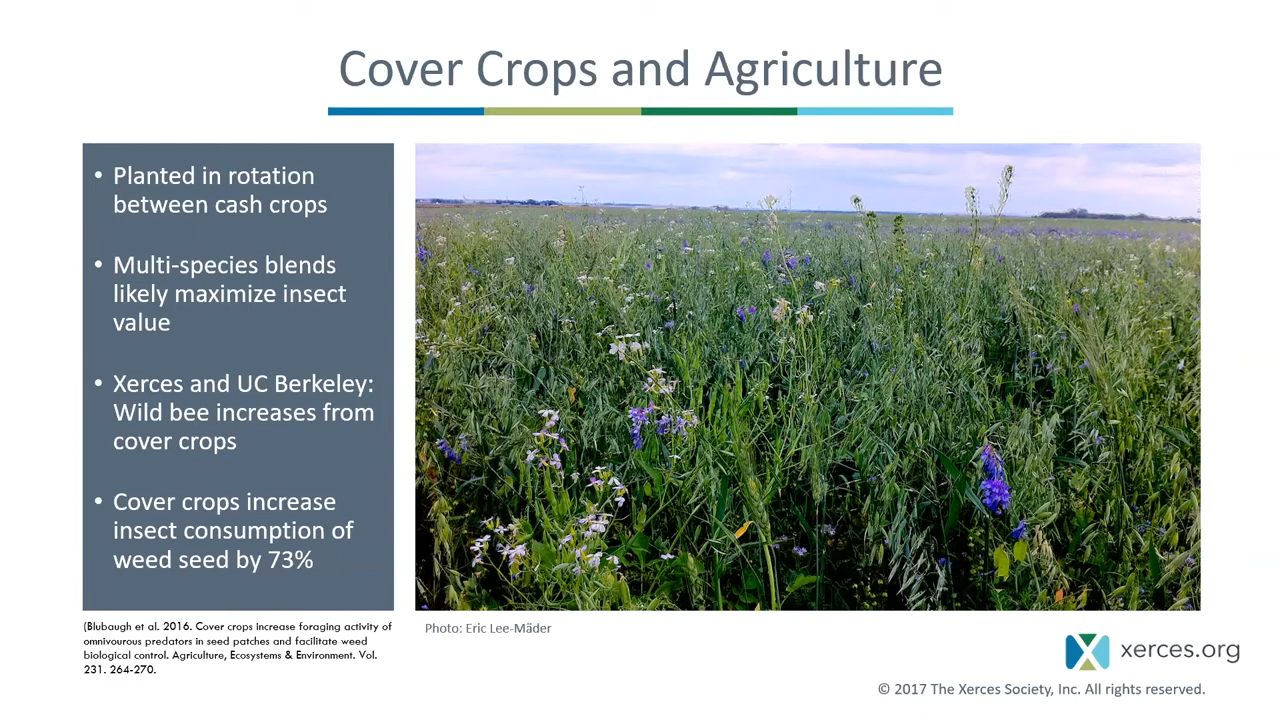 Cover Crops and Agriculture
• Planted in rotation
between cash crops
• Multi-species blends
likely maximize insect
value
• Xerces and UC Berkeley:
Wild bee increases from
cover crops
• Cover crops increase
insect consumption of
weed seed by 73%
(Blubaugh et al. 2016. Cover crops increase foraging activity of
omnivourous predators in seed patches and facilitate weed
biological control. Agriculture, Ecosystems & Environment. Vol.
231. 264-270.
Photo: Eric Lee-Mäder
xerces.org
© 2017 The Xerces Society, Inc. All rights reserved.